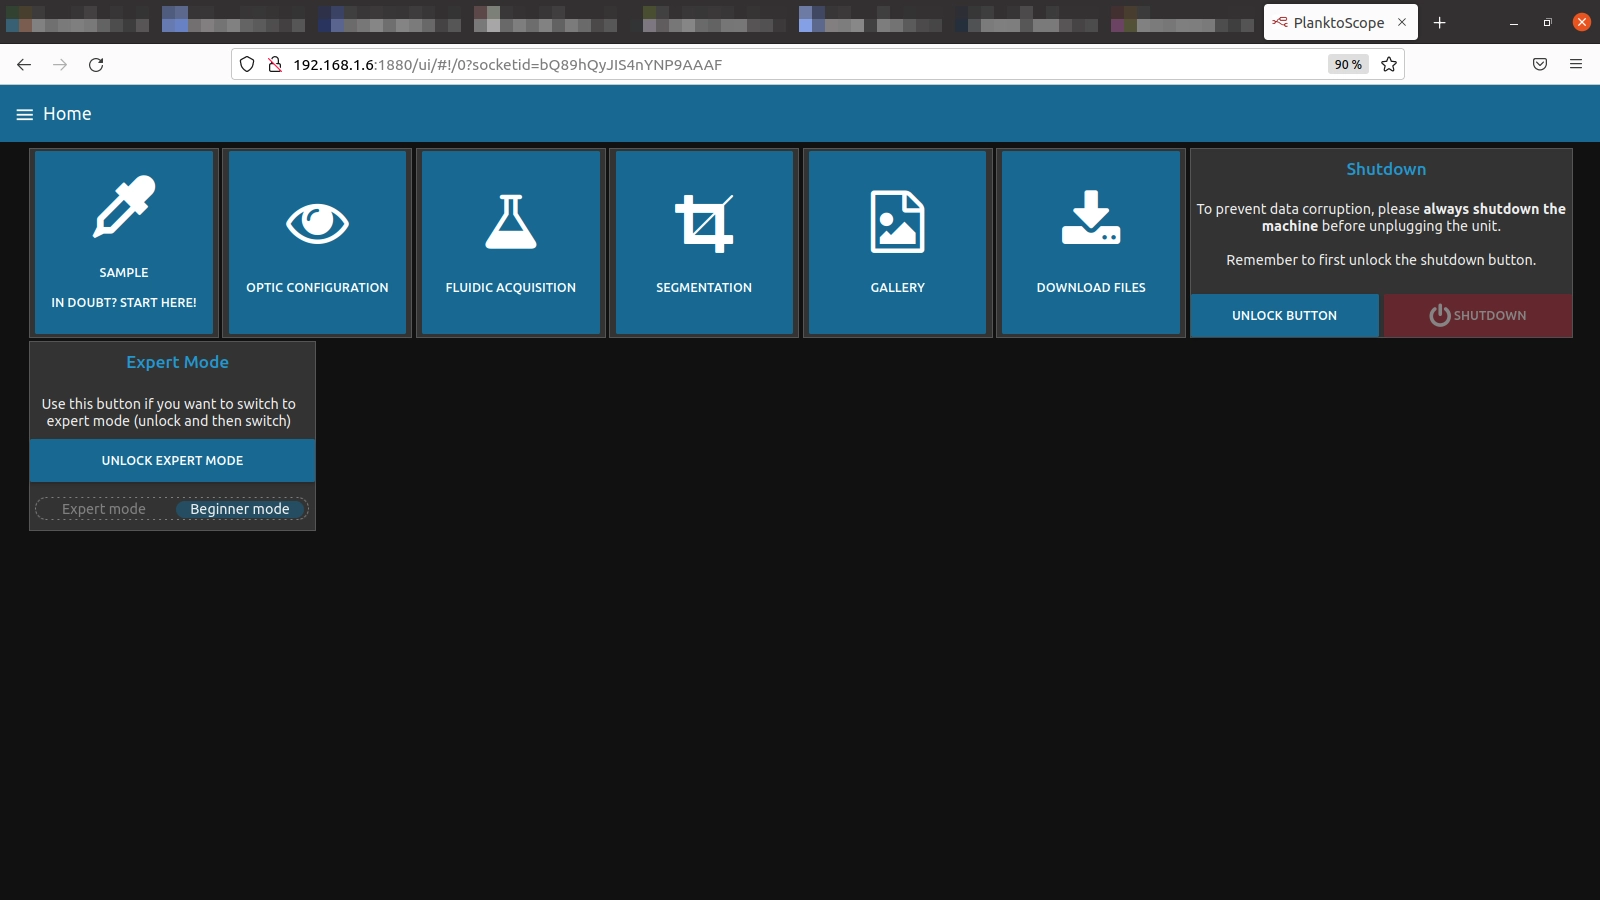 PlanktoScope
192.168.1.6:1880/ui/#!/0?socketid=bQ89hQyJIS4nYNP9AAAF
90 %
Home
SAMPLE
IN DOUBT? START HERE!
OPTIC CONFIGURATION
FLUIDIC ACQUISITION
SEGMENTATION
GALLERY
DOWNLOAD FILES
Shutdown
To prevent data corruption, please always shutdown the
machine before unplugging the unit.
Remember to first unlock the shutdown button.
UNLOCK BUTTON
SHUTDOWN
Expert Mode
Use this button if you want to switch to
expert mode (unlock and then switch)
UNLOCK EXPERT MODE
Expert mode
Beginner mode